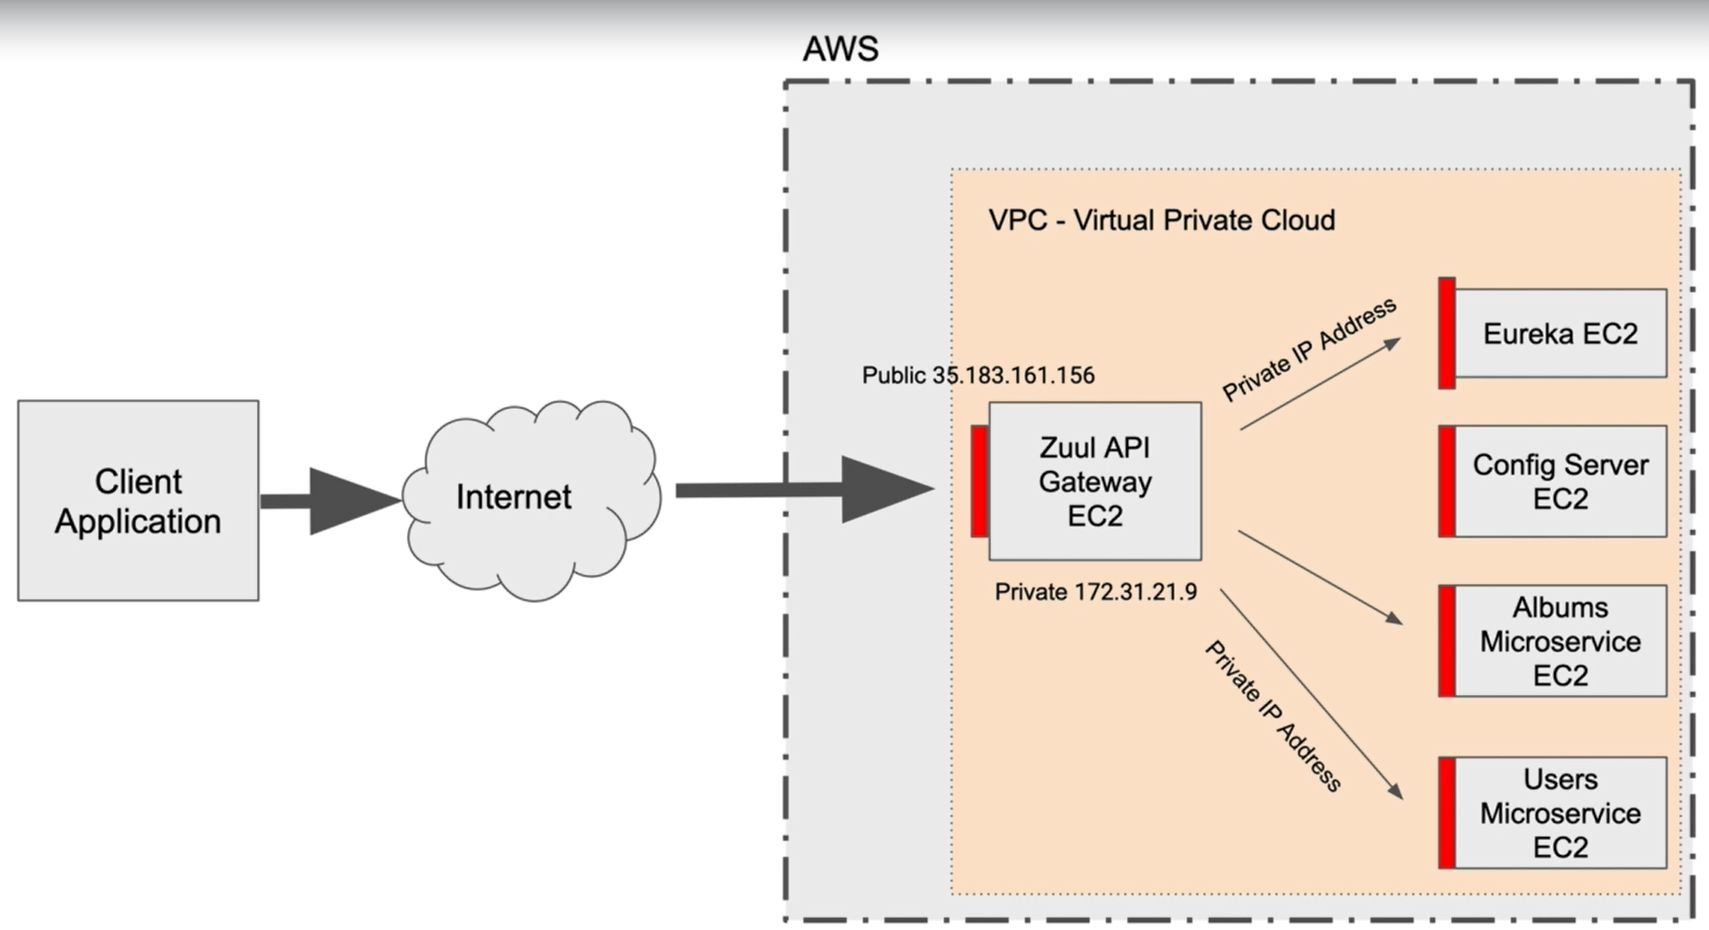 AWS
VPC - Virtual Private Cloud
Private IP Address
Eureka EC2
Public 35.183.161.156
Client
Application
Internet
Zuul API
Gateway
EC2
Config Server
EC2
Private 172.31.21.9
Albums
Microservice
EC2
Private IP Address
Users
Microservice
EC2